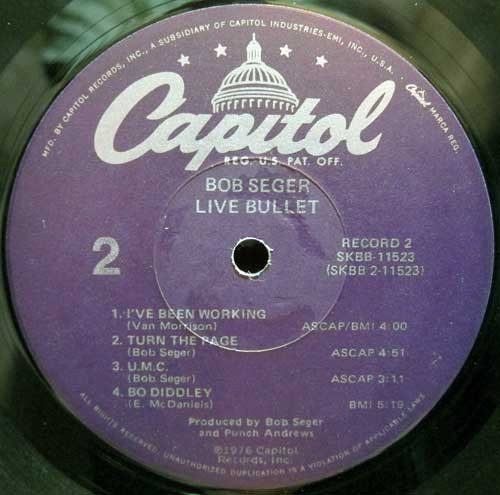 MFD. BY CAPITOL RECORDS, INC., A SUBSIDIARY OF CAPITOL INDUSTRIES-EMI, INC., U.S.A.
Capitol MARCA REG.
Capitol
REG. U.S. PAT. OFF.
BOB SEGER
LIVE BULLET
2
RECORD 2
SKBB-11523
(SKBB 2-11523)
1. I'VE BEEN WORKING
(Van Morrison) ASCAP/BMI 4:00
2. TURN THE PAGE
(Bob Seger) ASCAP 4:51
3. U.M.C.
(Bob Seger) ASCAP 3:11
4. BO DIDDLEY
(E. McDaniels) BMI 5:19
Produced by Bob Seger
and Punch Andrews
©1976 Capitol
Records, Inc.
ALL RIGHTS RESERVED. UNAUTHORIZED DUPLICATION IS A VIOLATION OF APPLICABLE LAWS.